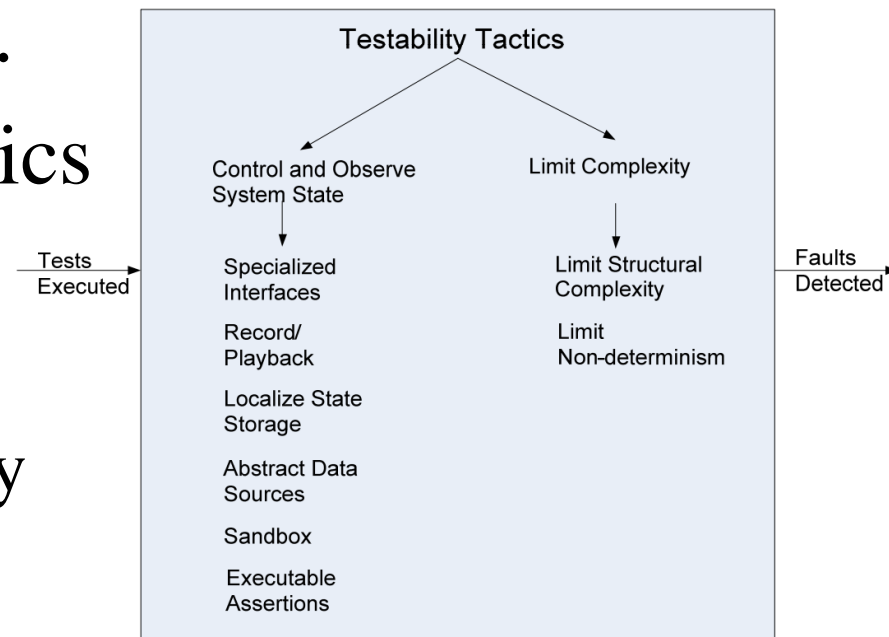 .
ics
y
Testability Tactics
Control and Observe
System State
Limit Complexity
Tests
Executed
Specialized
Interfaces
Record/
Playback
Localize State
Storage
Abstract Data
Sources
Sandbox
Executable
Assertions
Limit Structural
Complexity
Limit
Non-determinism
Faults
Detected